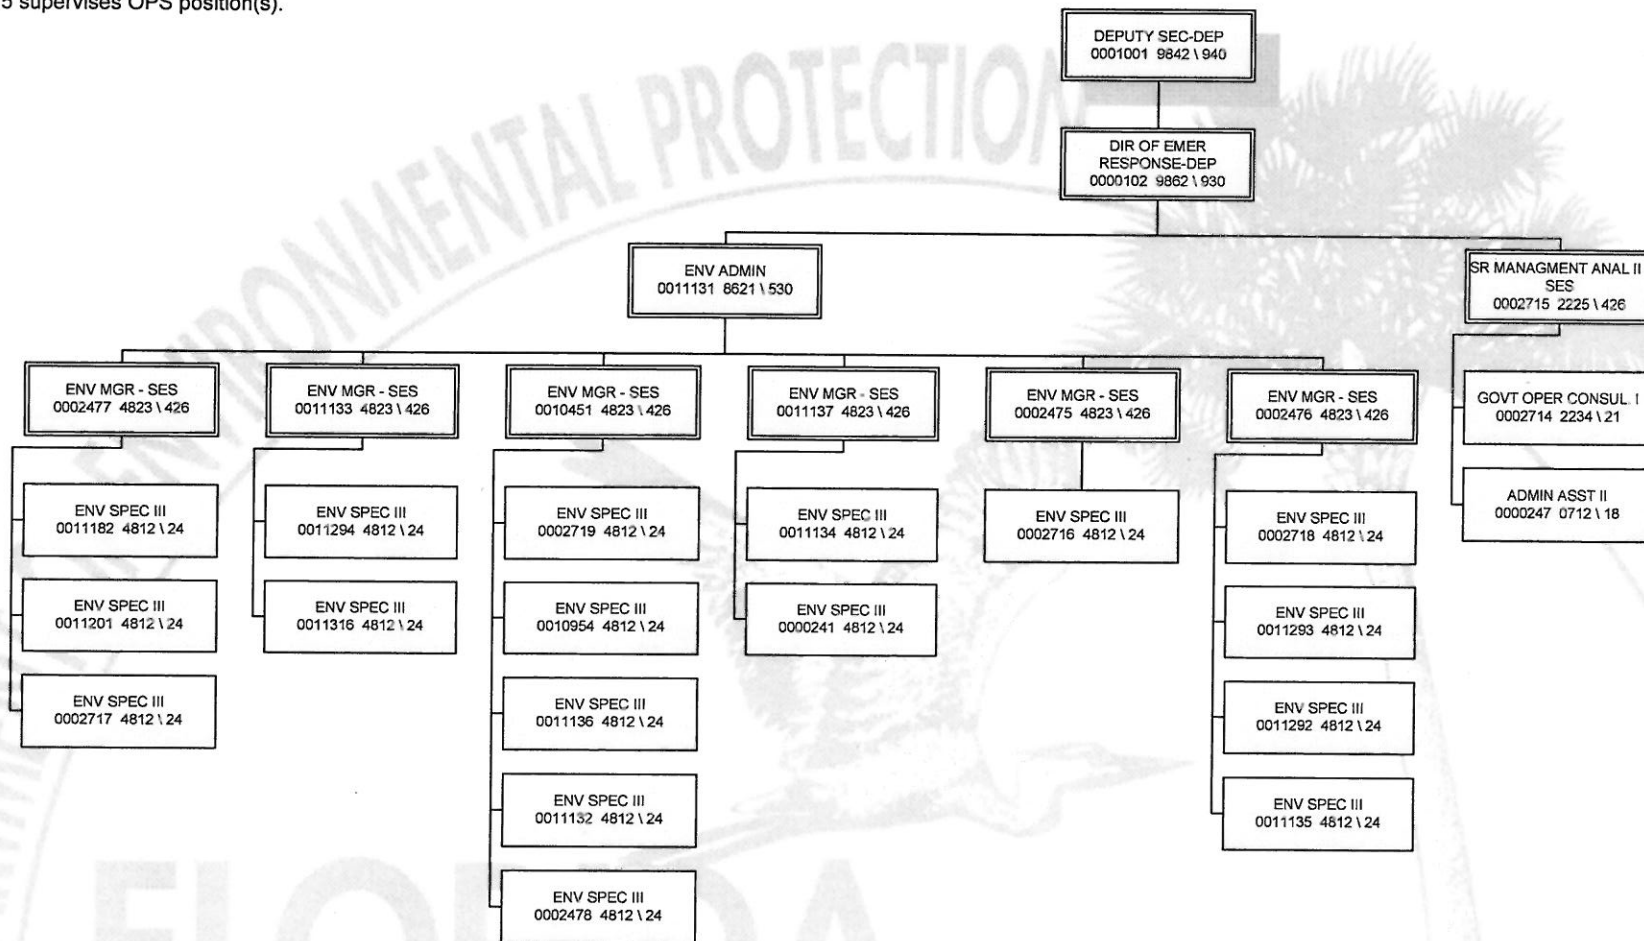 5 supervises OPS position(s).
DEPUTY SEC-DEP
0001001 9842 \ 940
DIR OF EMER
RESPONSE-DEP
0000102 9862 \ 930
ENV ADMIN
0011131 8621 \ 530
SR MANAGMENT ANAL II
SES
0002715 2225 \ 426
ENV MGR - SES
0002477 4823 \ 426
ENV MGR - SES
0011133 4823 \ 426
ENV MGR - SES
0010451 4823 \ 426
ENV MGR - SES
0011137 4823 \ 426
ENV MGR - SES
0002475 4823 \ 426
ENV MGR - SES
0002476 4823 \ 426
GOVT OPER CONSUL I
0002714 2234 \ 21
ADMIN ASST II
0000247 0712 \ 18
ENV SPEC III
0011182 4812 \ 24
ENV SPEC III
0011201 4812 \ 24
ENV SPEC III
0002717 4812 \ 24
ENV SPEC III
0011294 4812 \ 24
ENV SPEC III
0011316 4812 \ 24
ENV SPEC III
0002719 4812 \ 24
ENV SPEC III
0010954 4812 \ 24
ENV SPEC III
0011136 4812 \ 24
ENV SPEC III
0011132 4812 \ 24
ENV SPEC III
0002478 4812 \ 24
ENV SPEC III
0011134 4812 \ 24
ENV SPEC III
0000241 4812 \ 24
ENV SPEC III
0002716 4812 \ 24
ENV SPEC III
0002718 4812 \ 24
ENV SPEC III
0011293 4812 \ 24
ENV SPEC III
0011292 4812 \ 24
ENV SPEC III
0011135 4812 \ 24
ENVIRONMENTAL PROTECTION
FLORIDA